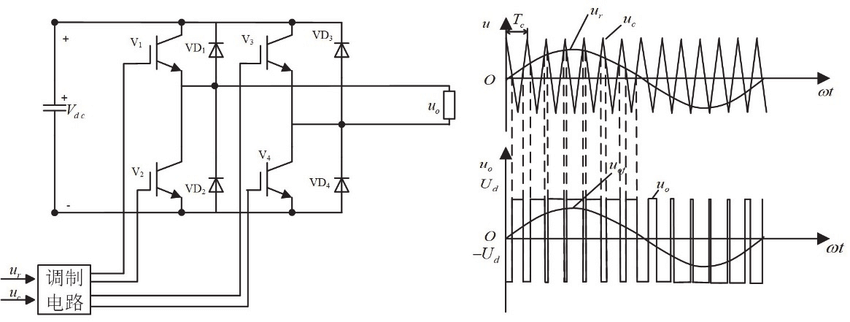 V1
VD1
V3
VD3
+
+
Vdc
uo
V2
VD2
V4
VD4
-
ur
uc
调制
电路
u
Tc
ur
uc
O
ωt
uo
Ud
uo
O
-Ud
ωt